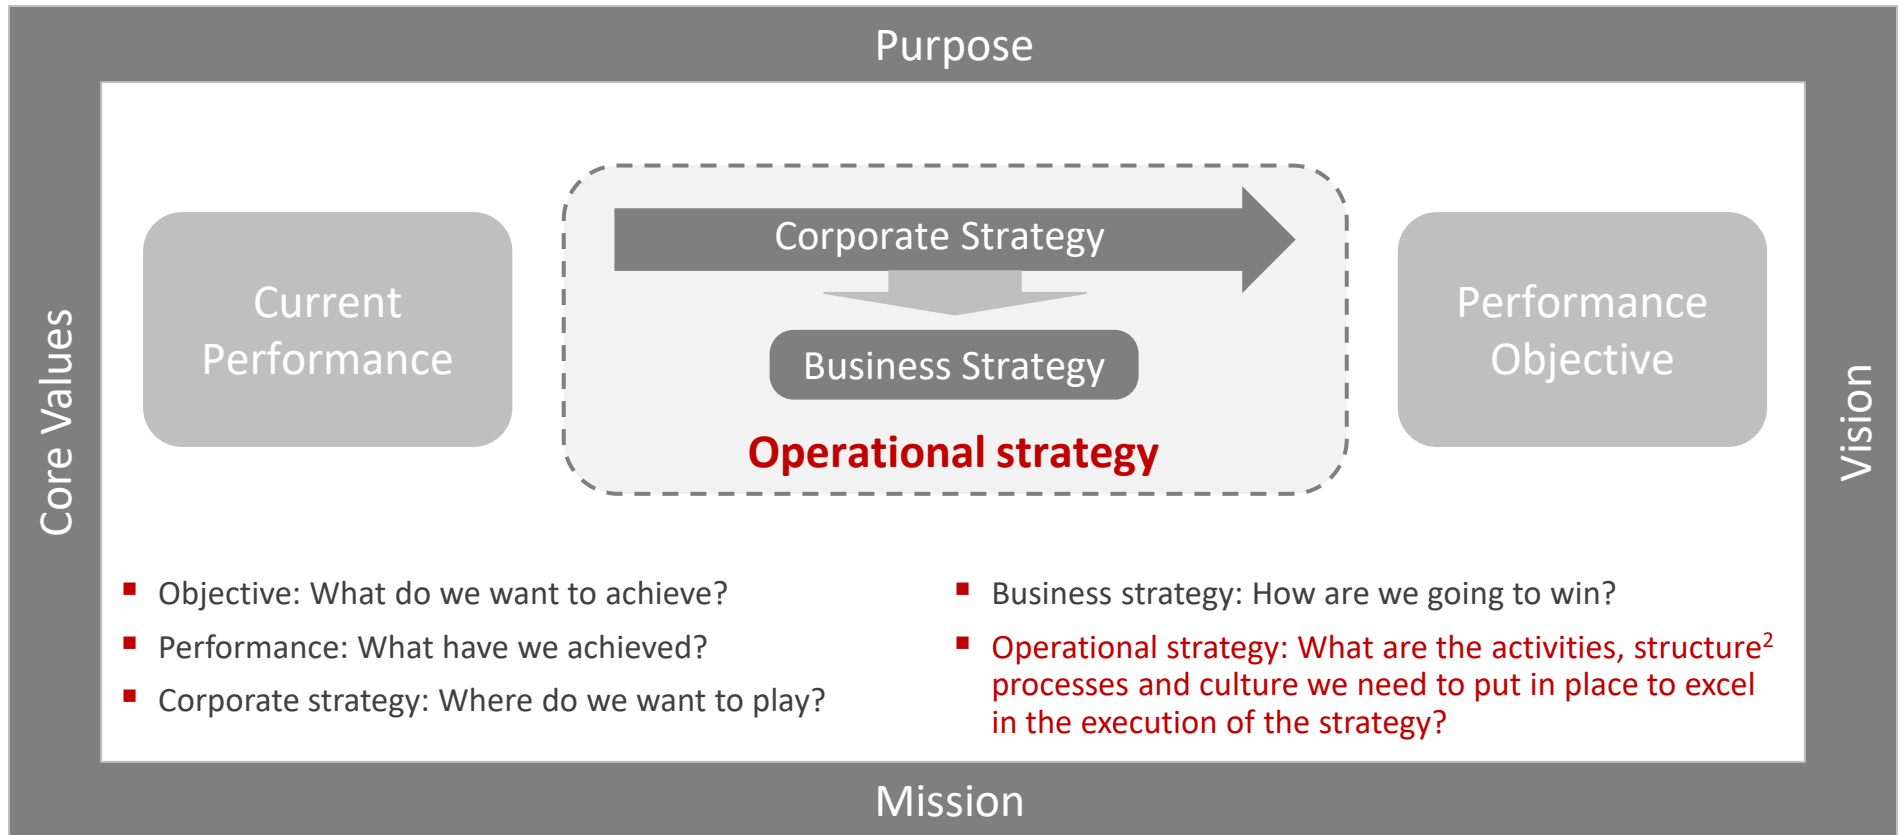 Purpose
Core Values
Current
Performance
Corporate Strategy
Business Strategy
Operational strategy
Performance
Objective
Vision
▪ Objective: What do we want to achieve?
▪ Performance: What have we achieved?
▪ Corporate strategy: Where do we want to play?
▪ Business strategy: How are we going to win?
▪ Operational strategy: What are the activities, structure²
processes and culture we need to put in place to excel
in the execution of the strategy?
Mission